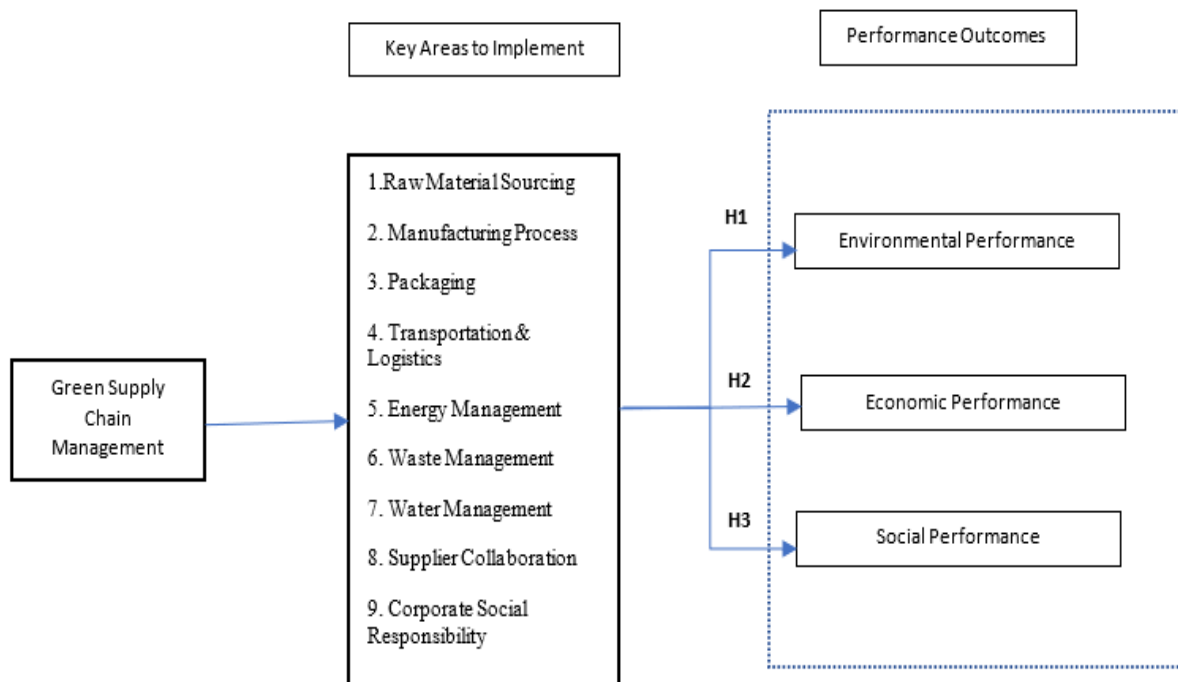 Key Areas to Implement
Performance Outcomes
1.Raw Material Sourcing
2. Manufacturing Process
3. Packaging
4. Transportation &
Logistics
5. Energy Management
6. Waste Management
7. Water Management
8. Supplier Collaboration
9. Corporate Social
Responsibility
Green Supply
Chain
Management
H1
Environmental Performance
H2
Economic Performance
H3
Social Performance